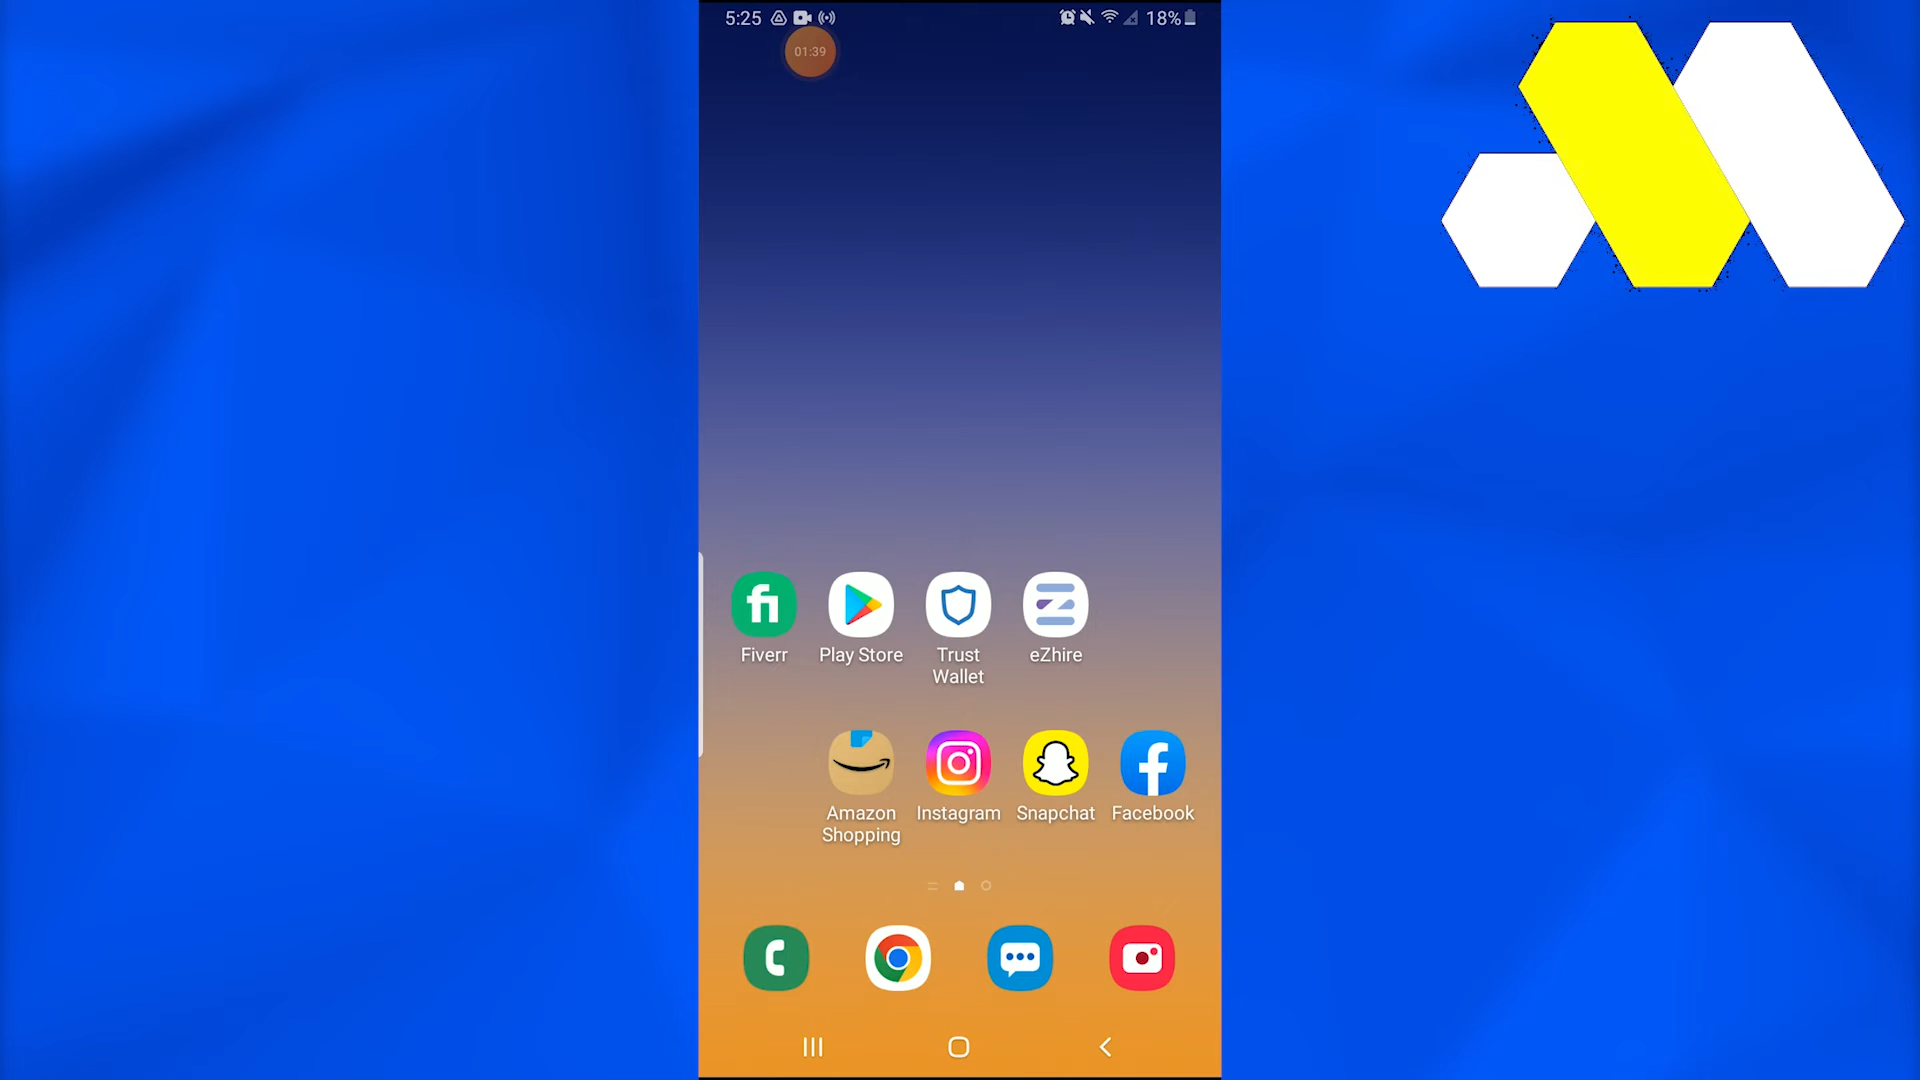 5:25
18%
01:39
Fiverr
Play Store
Trust
Wallet
eZhire
Amazon
Shopping
Instagram
Snapchat
Facebook